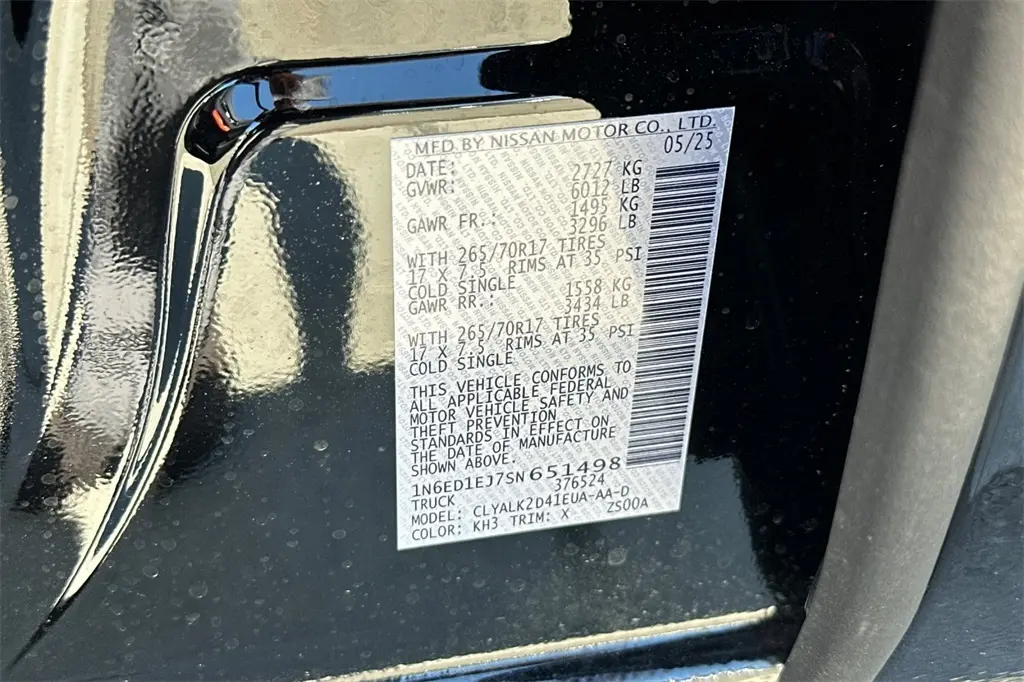 MFD. BY NISSAN MOTOR CO., LTD.
DATE: 05/25
GVWR: 2727 KG
6012 LB
GAWR FR.: 1495 KG
3296 LB
WITH 265/70R17 TIRES
17 X 7.5 RIMS AT 35 PSI
COLD SINGLE
GAWR RR.: 1558 KG
3434 LB
WITH 265/70R17 TIRES
17 X 7.5 RIMS AT 35 PSI
COLD SINGLE
THIS VEHICLE CONFORMS TO
ALL APPLICABLE FEDERAL
MOTOR VEHICLE SAFETY AND
THEFT PREVENTION
STANDARDS IN EFFECT ON
THE DATE OF MANUFACTURE
SHOWN ABOVE.
1N6ED1EJ7SN651498
TRUCK 376524
MODEL: CLYALK2D41EUA-AA-D
COLOR: KH3 TRIM: X ZS00A